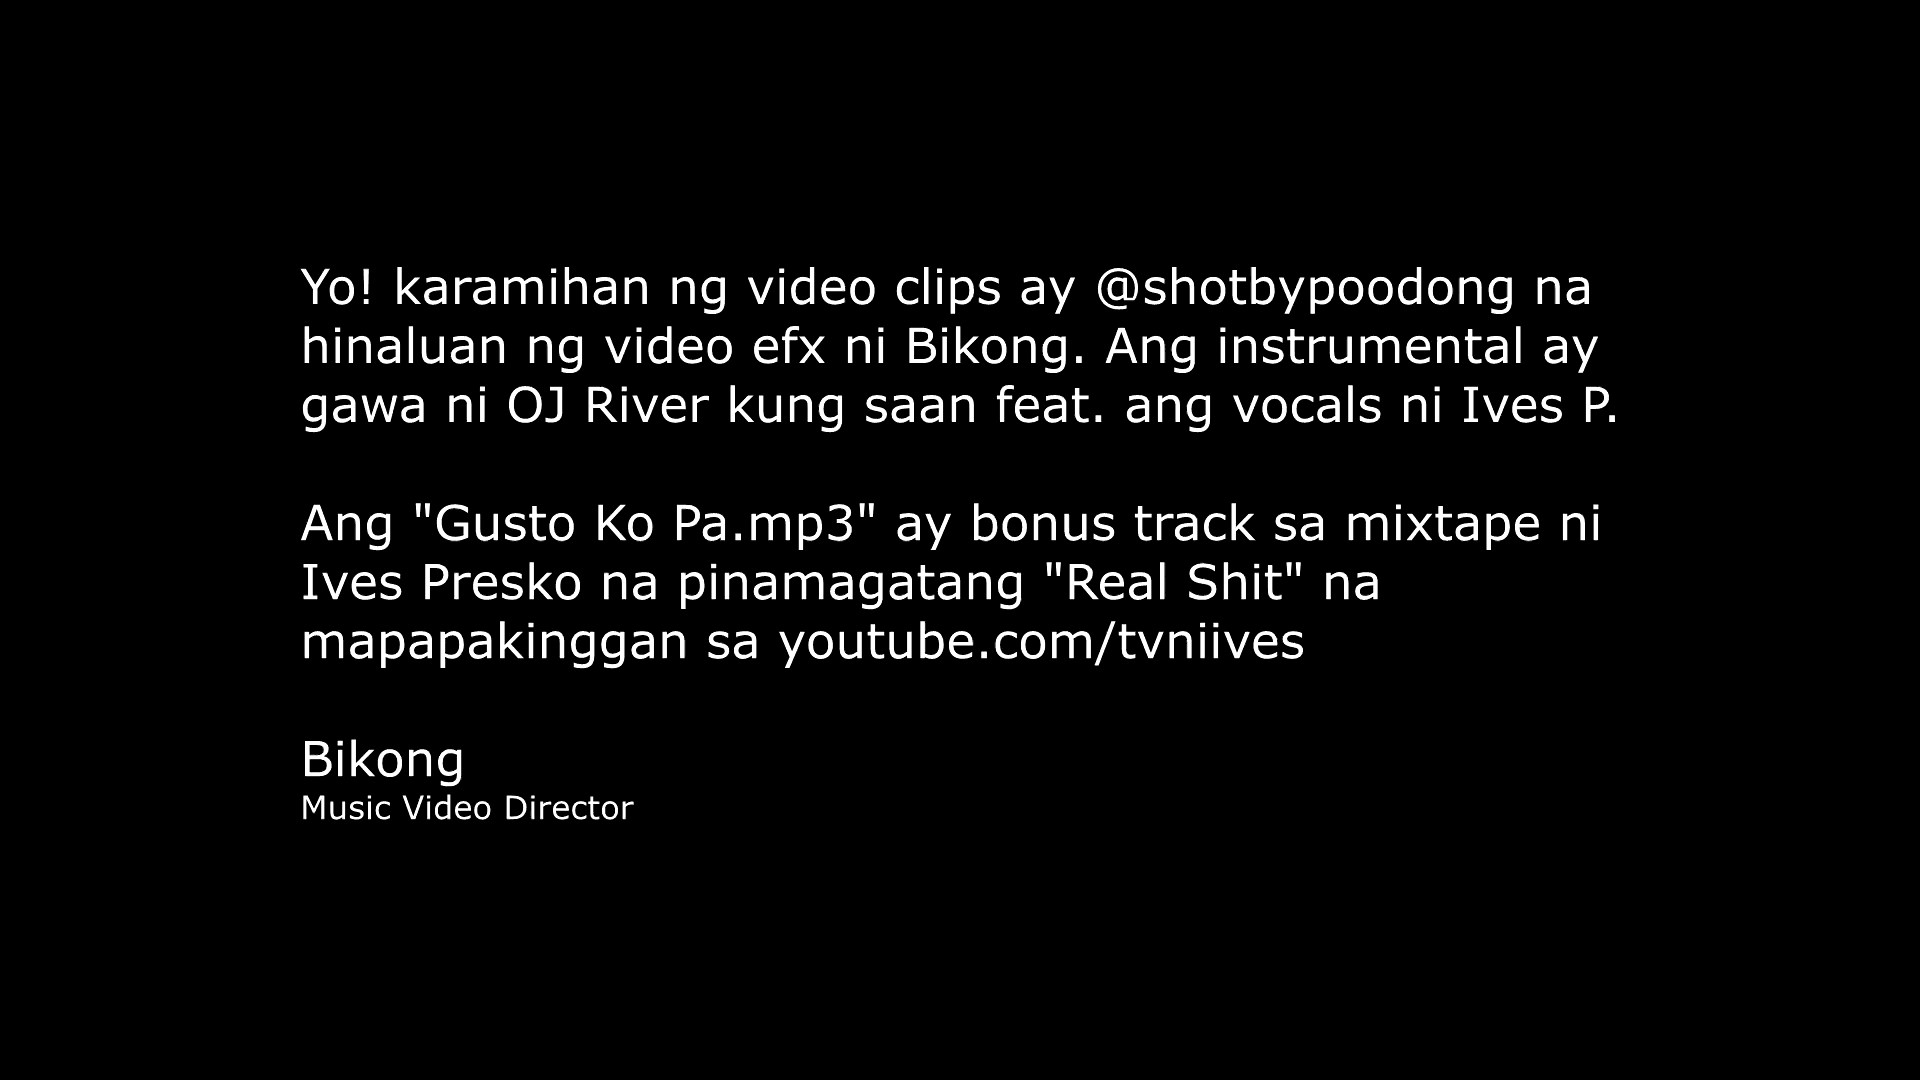 Yo! karamihan ng video clips ay @shotbypoodong na
hinaluan ng video efx ni Bikong. Ang instrumental ay
gawa ni OJ River kung saan feat. ang vocals ni Ives P.
Ang "Gusto Ko Pa.mp3" ay bonus track sa mixtape ni
Ives Presko na pinamagatang "Real Shit" na
mapapakinggan sa youtube.com/tvniives
Bikong
Music Video Director